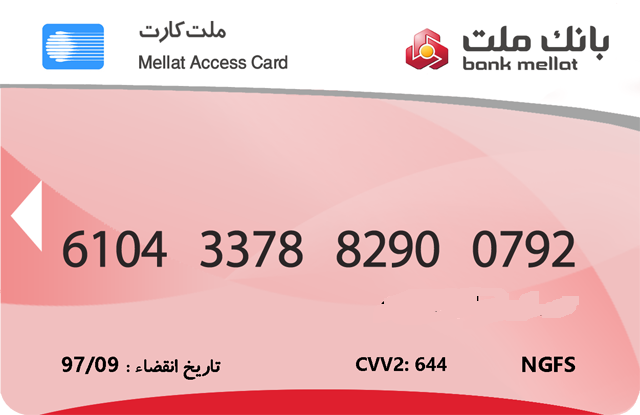 ملت کارت
Mellat Access Card
بانك ملت
bank mellat
6104 3378 8290 0792
تاریخ انقضاء : 97/09
CVV2: 644
NGFS